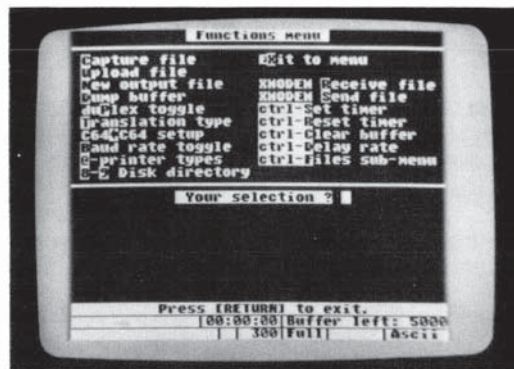 Functions menu
Capture file
Upload file
New output file
Dump buffer
duPlex toggle
Translation type
C64/C64 setup
Baud rate toggle
-printer types
0-9 Disk directory
eXit to menu
XMODEM Receive file
XMODEM Send file
ctrl-Set timer
ctrl-Reset timer
ctrl-Clear buffer
ctrl-Delay rate
ctrl-Files sub-menu
Your selection ?
Press [RETURN] to exit.
00:00:00|Buffer left: 5000
300|Full| |Ascii